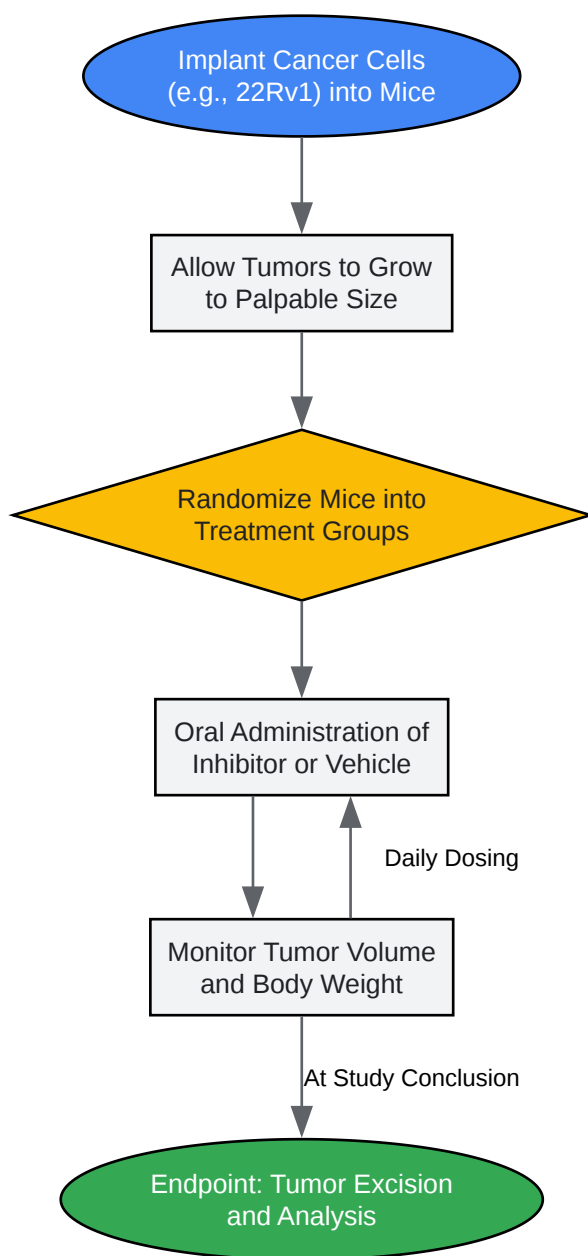 Implant Cancer Cells
(e.g., 22Rv1) into Mice
Allow Tumors to Grow
to Palpable Size
Randomize Mice into
Treatment Groups
Oral Administration of
Inhibitor or Vehicle
Daily Dosing
Monitor Tumor Volume
and Body Weight
At Study Conclusion
Endpoint: Tumor Excision
and Analysis